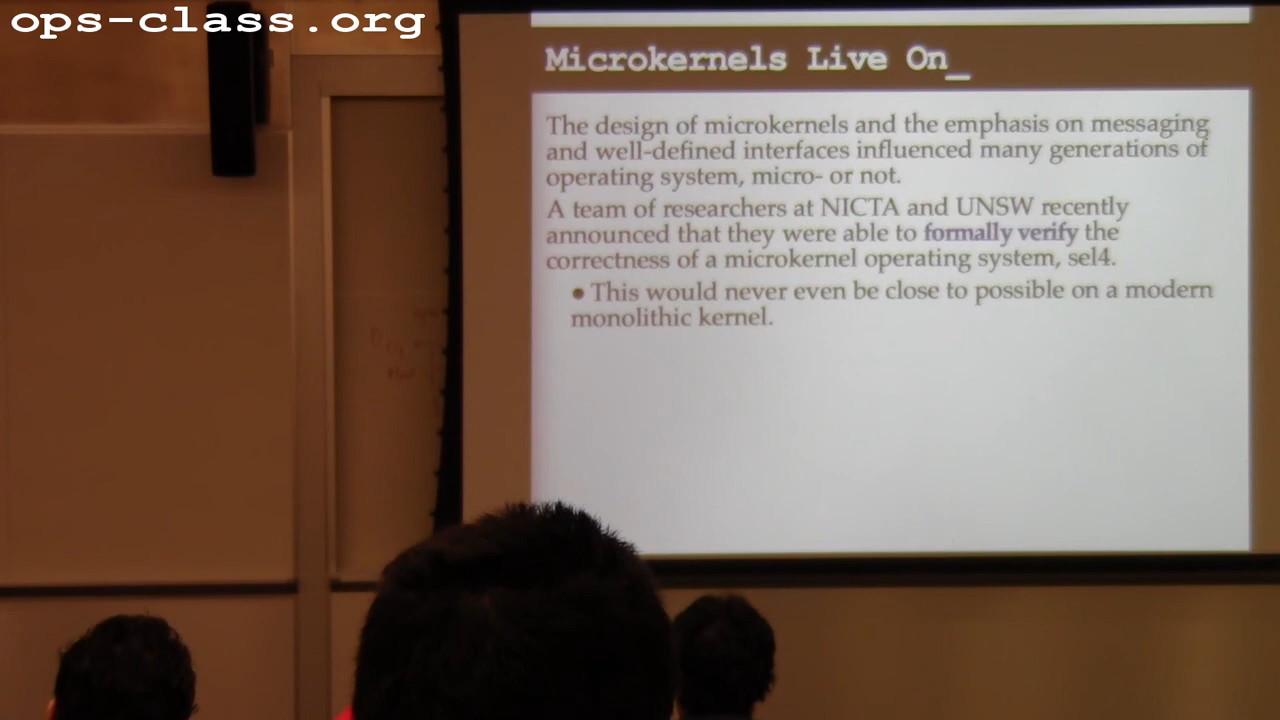 ops-class.org
Microkernels Live On_
The design of microkernels and the emphasis on messaging
and well-defined interfaces influenced many generations of
operating system, micro- or not.
A team of researchers at NICTA and UNSW recently
announced that they were able to formally verify the
correctness of a microkernel operating system, sel4.
• This would never even be close to possible on a modern
monolithic kernel.